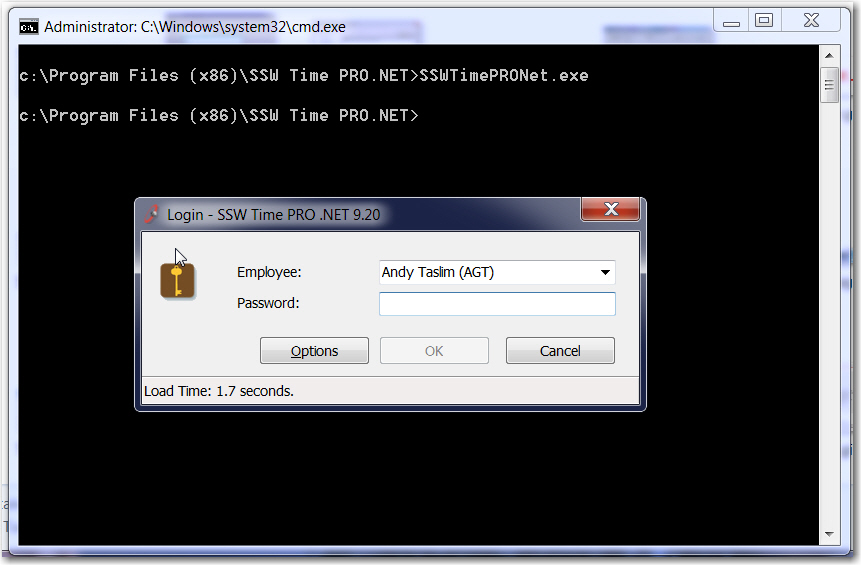 Administrator: C:\Windows\system32\cmd.exe
c:\Program Files (x86)\SSW Time PRO.NET>SSWTimePRONet.exe
c:\Program Files (x86)\SSW Time PRO.NET>
Login - SSW Time PRO .NET 9.20
Employee: Andy Taslim (AGT)
Password:
Options OK Cancel
Load Time: 1.7 seconds.